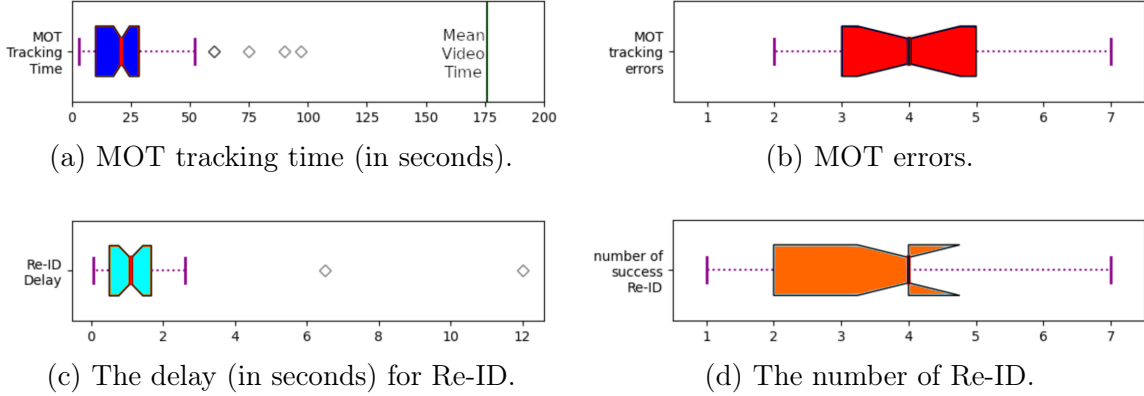 MOT
Tracking
Time
Mean
Video
Time
0 25 50 75 100 125 150 175 200
(a) MOT tracking time (in seconds).
MOT
tracking
errors
1 2 3 4 5 6 7
(b) MOT errors.
Re-ID
Delay
0 2 4 6 8 10 12
(c) The delay (in seconds) for Re-ID.
number of
success
Re-ID
1 2 3 4 5 6 7
(d) The number of Re-ID.